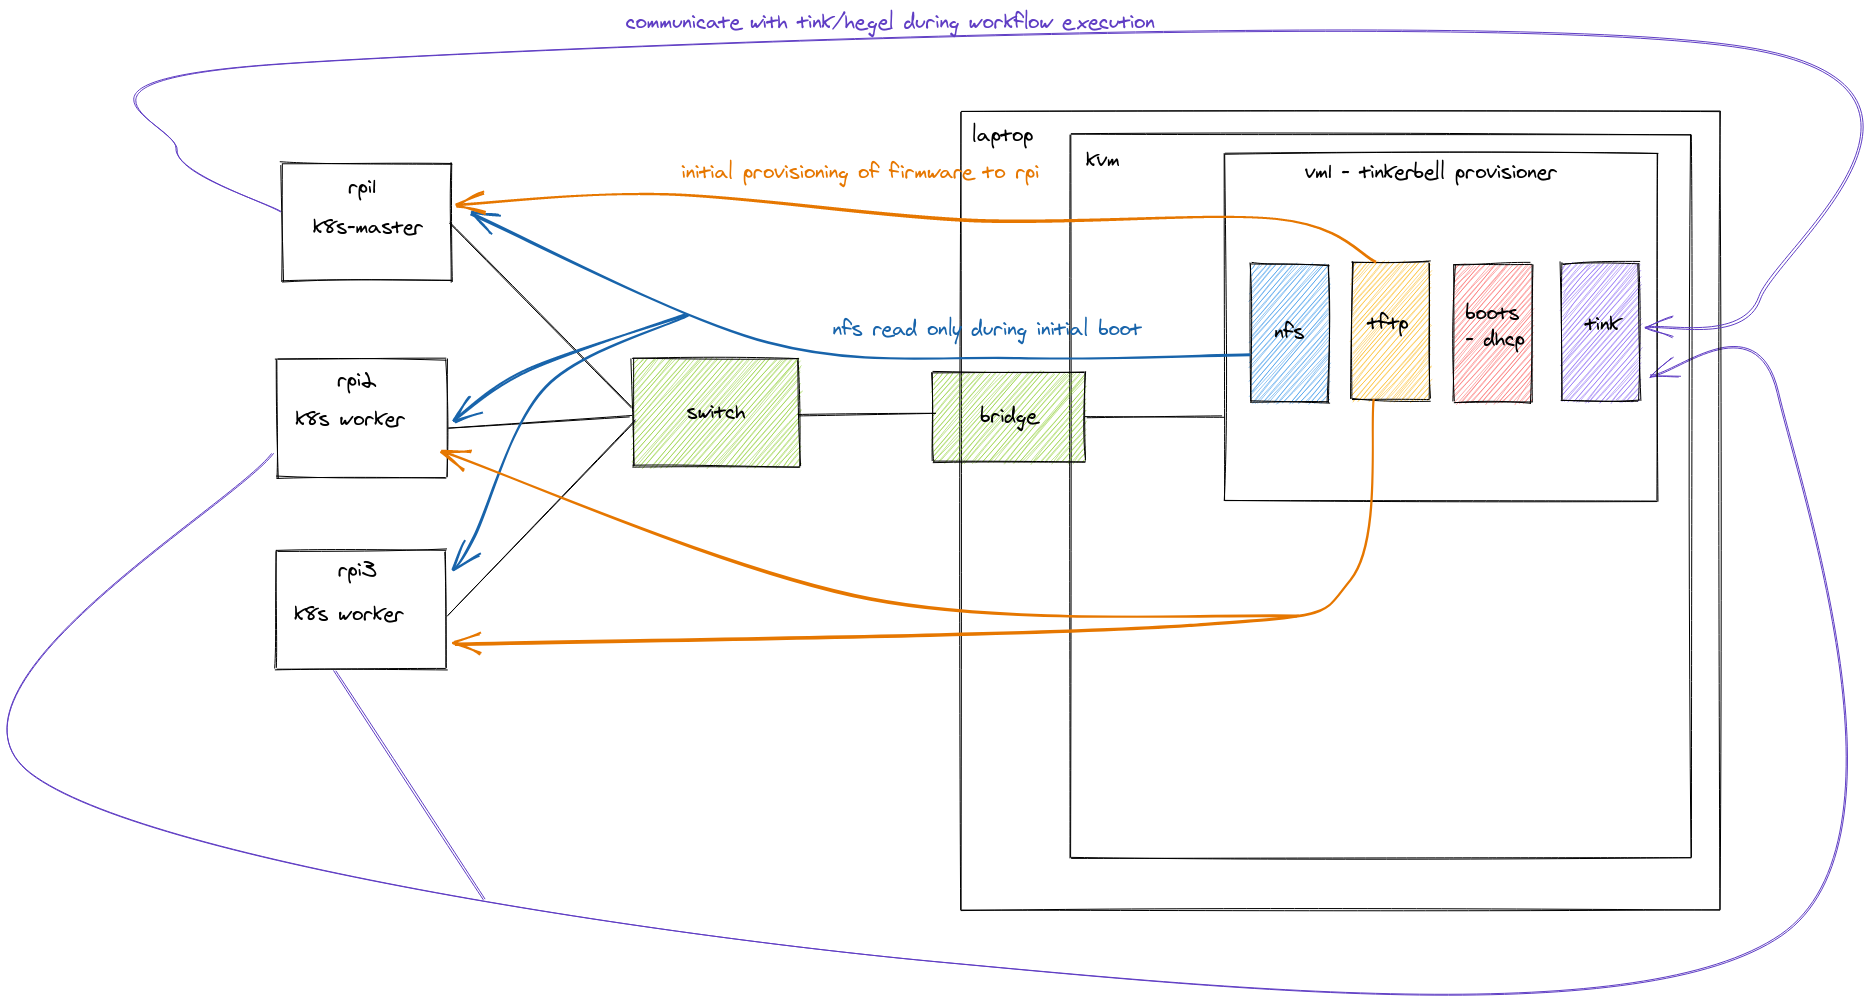 communicate with tink/hegel during workflow execution
laptop
kvm
initial provisioning of firmware to rpi
vm1 - tinkerbell provisioner
rpi1
k8s-master
nfs read only during initial boot
nfs
tftp
boots
- dhcp
tink
rpi2
k8s worker
switch
bridge
rpi3
k8s worker